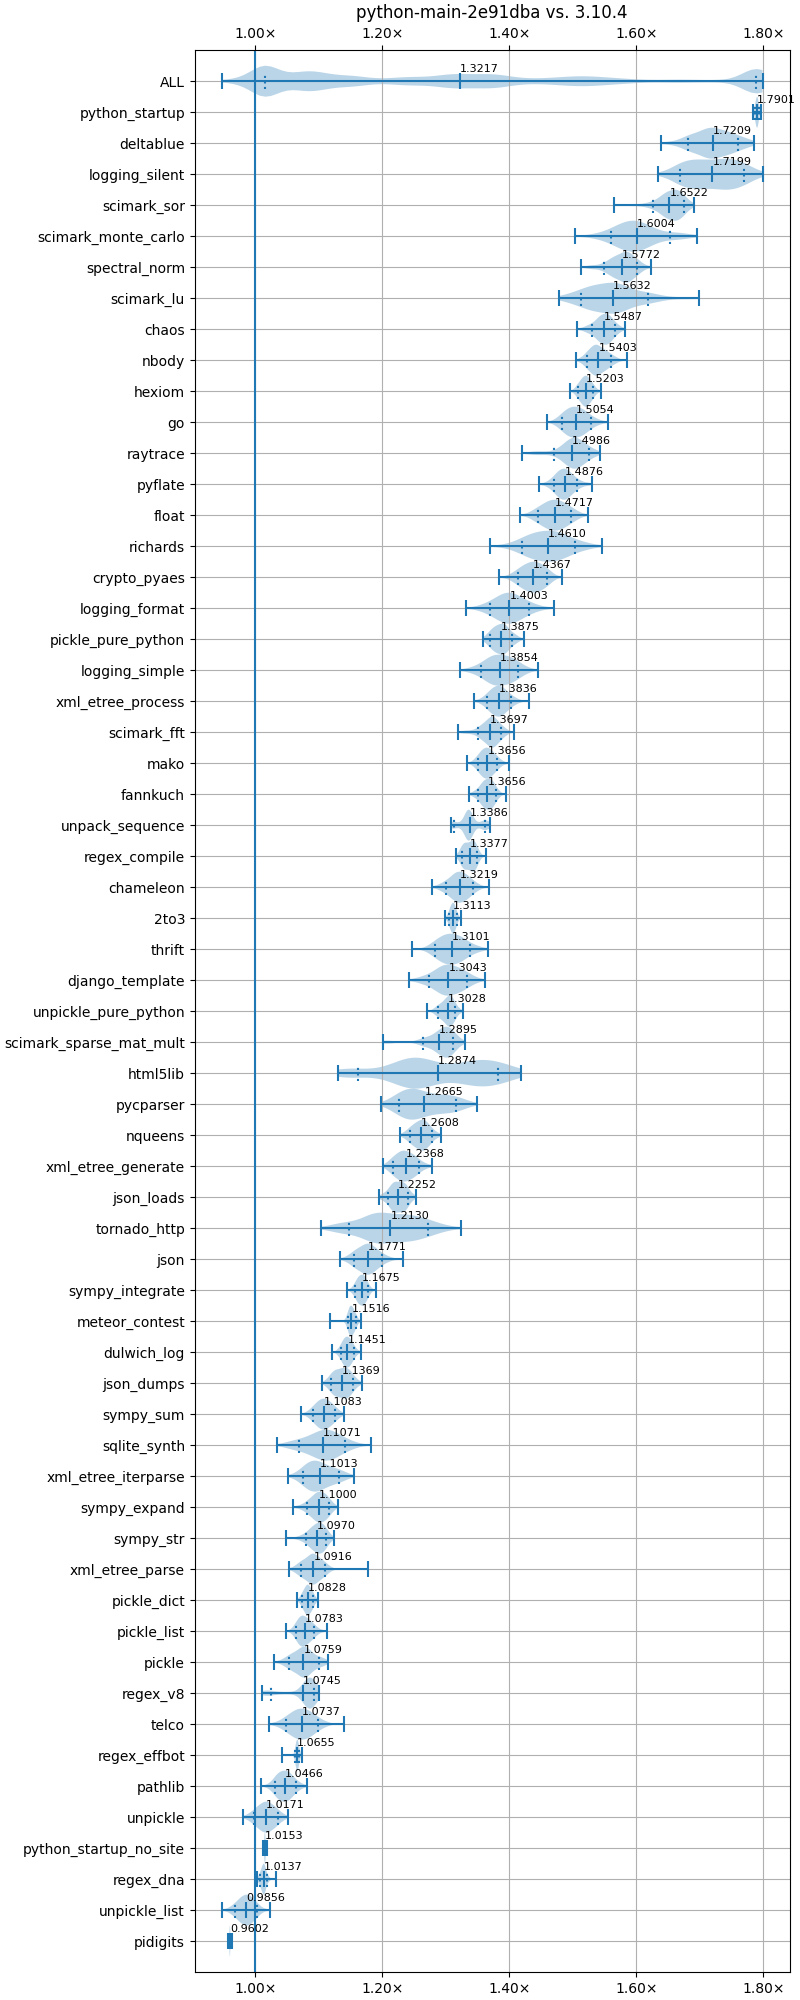 python-main-2e91dba vs. 3.10.4
1.00× 1.20× 1.40× 1.60× 1.80×
ALL 1.3217
python_startup 1.7901
deltablue 1.7209
logging_silent 1.7199
scimark_sor 1.6522
scimark_monte_carlo 1.6004
spectral_norm 1.5772
scimark_lu 1.5632
chaos 1.5487
nbody 1.5403
hexiom 1.5203
go 1.5054
raytrace 1.4986
pyflate 1.4876
float 1.4717
richards 1.4610
crypto_pyaes 1.4367
logging_format 1.4003
pickle_pure_python 1.3875
logging_simple 1.3854
xml_etree_process 1.3836
scimark_fft 1.3697
mako 1.3656
fannkuch 1.3656
unpack_sequence 1.3386
regex_compile 1.3377
chameleon 1.3219
2to3 1.3113
thrift 1.3101
django_template 1.3043
unpickle_pure_python 1.3028
scimark_sparse_mat_mult 1.2895
html5lib 1.2874
pycparser 1.2665
nqueens 1.2608
xml_etree_generate 1.2368
json_loads 1.2252
tornado_http 1.2130
json 1.1771
sympy_integrate 1.1675
meteor_contest 1.1516
dulwich_log 1.1451
json_dumps 1.1369
sympy_sum 1.1083
sqlite_synth 1.1071
xml_etree_iterparse 1.1013
sympy_expand 1.1000
sympy_str 1.0970
xml_etree_parse 1.0916
pickle_dict 1.0828
pickle_list 1.0783
pickle 1.0759
regex_v8 1.0745
telco 1.0737
regex_effbot 1.0655
pathlib 1.0466
unpickle 1.0171
python_startup_no_site 1.0153
regex_dna 1.0137
unpickle_list 0.9856
pidigits 0.9602
1.00× 1.20× 1.40× 1.60× 1.80×